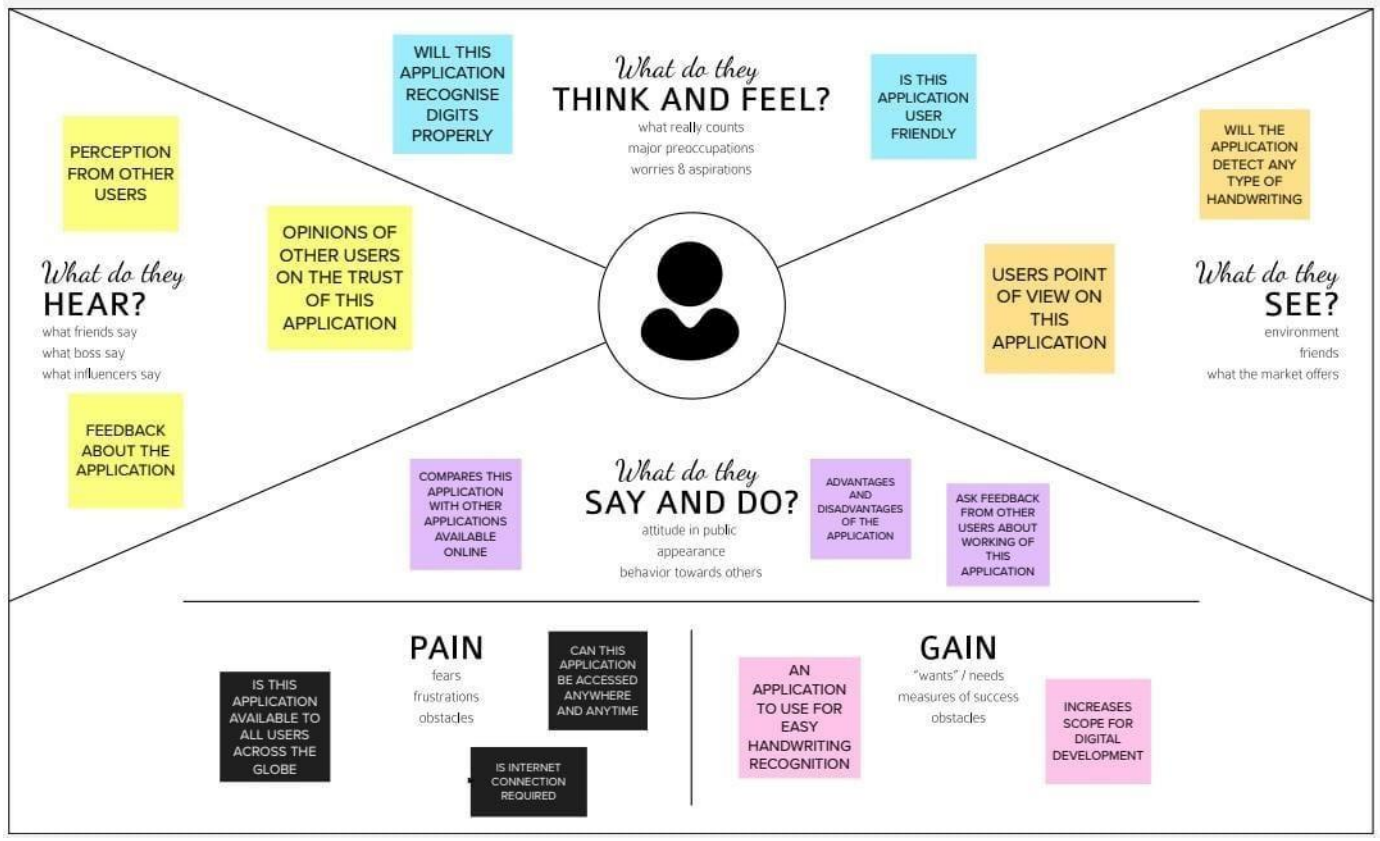 What do they
THINK AND FEEL?
what really counts
major preoccupations
worries & aspirations
WILL THIS
APPLICATION
RECOGNISE
DIGITS
PROPERLY
IS THIS
APPLICATION
USER
FRIENDLY
PERCEPTION
FROM OTHER
USERS
OPINIONS OF
OTHER USERS
ON THE TRUST
OF THIS
APPLICATION
What do they
HEAR?
what friends say
what boss say
what influencers say
FEEDBACK
ABOUT THE
APPLICATION
WILL THE
APPLICATION
DETECT ANY
TYPE OF
HANDWRITING
USERS POINT
OF VIEW ON
THIS
APPLICATION
What do they
SEE?
environment
friends
what the market offers
COMPARES THIS
APPLICATION
WITH OTHER
APPLICATIONS
AVAILABLE
ONLINE
What do they
SAY AND DO?
attitude in public
appearance
behavior towards others
ADVANTAGES
AND
DISADVANTAGES
OF THE
APPLICATION
ASK FEEDBACK
FROM OTHER
USERS ABOUT
WORKING OF
THIS
APPLICATION
PAIN
fears
frustrations
obstacles
IS THIS
APPLICATION
AVAILABLE TO
ALL USERS
ACROSS THE
GLOBE
CAN THIS
APPLICATION
BE ACCESSED
ANYWHERE
AND ANYTIME
IS INTERNET
CONNECTION
REQUIRED
GAIN
"wants" / needs
measures of success
obstacles
AN
APPLICATION
TO USE FOR
EASY
HANDWRITING
RECOGNITION
INCREASES
SCOPE FOR
DIGITAL
DEVELOPMENT